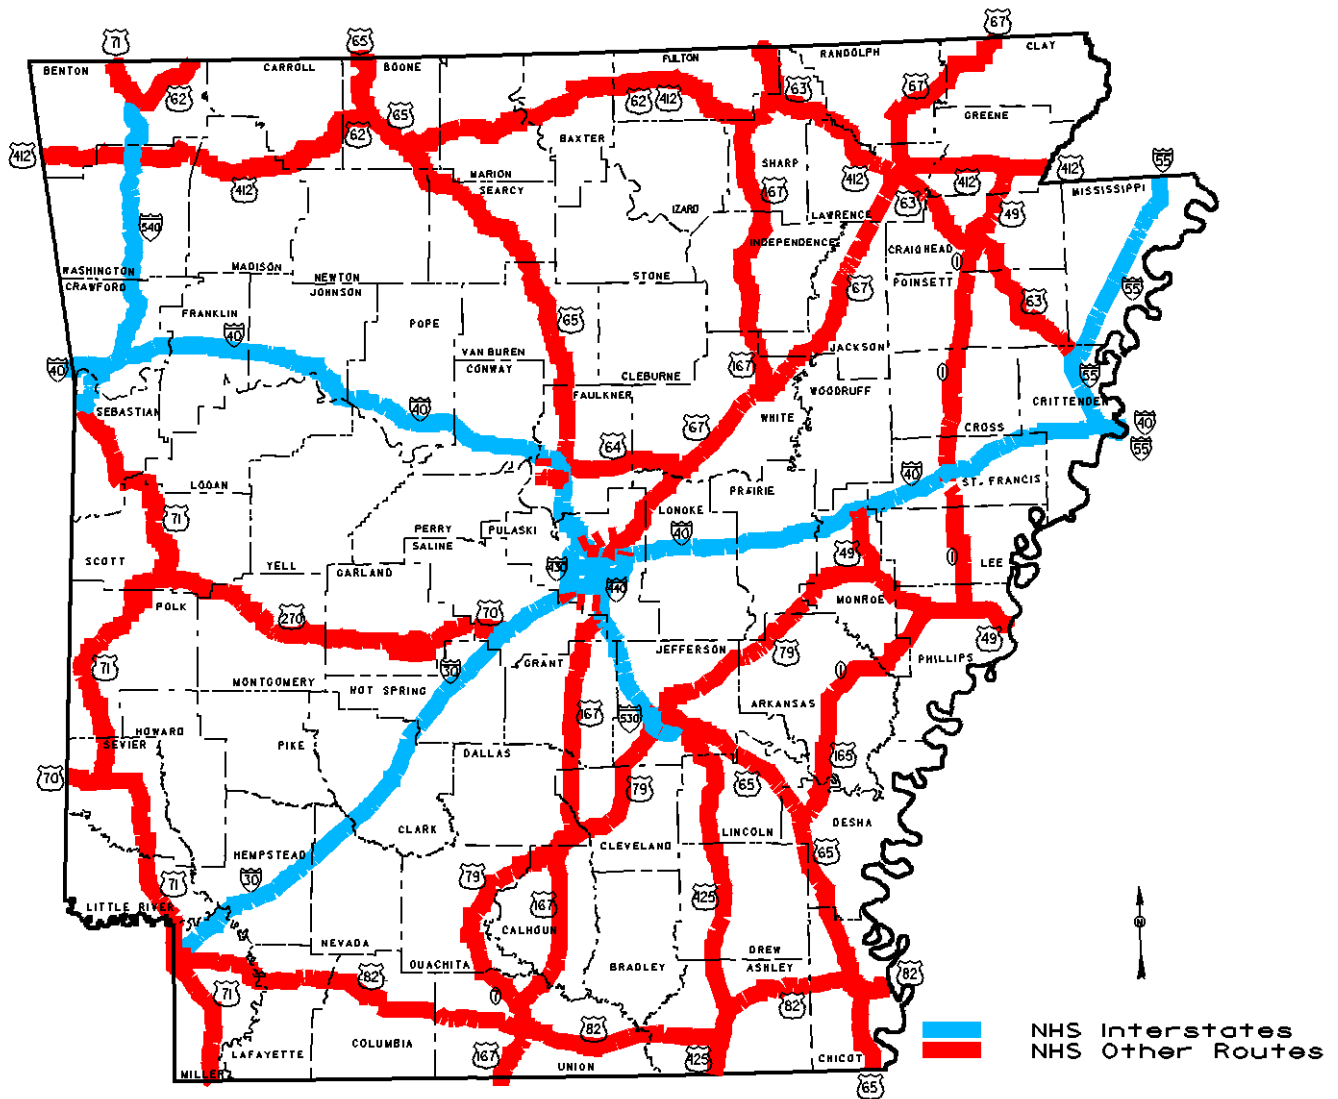 67
71
65
BENTON
CARROLL
BOONE
FULTON
RANDOLPH
CLAY
62
65
62 412
63
67
GREENE
62
412
BAXTER
SHARP
412
412
412
55
MARION
SEARCY
412
167
MISSISSIPPI
IZARD
LAWRENCE
63
49
540
INDEPENDENCE
CRAIGHEAD
1
WASHINGTON
MADISON
NEWTON
STONE
POINSETT
CRAWFORD
JOHNSON
67
55
FRANKLIN
POPE
65
63
40
VAN BUREN
JACKSON
40
CONWAY
CLEBURNE
167
1
55
FAULKNER
WOODRUFF
CRITTENDEN
SEBASTIAN
40
WHITE
67
CROSS
40
64
55
40
LOGAN
PRAIRIE
ST. FRANCIS
71
PERRY
PULASKI
LONOKE
SALINE
40
49
1
SCOTT
YELL
GARLAND
430
LEE
440
POLK
270
70
MONROE
71
JEFFERSON
79
49
GRANT
30
1
PHILLIPS
MONTGOMERY
HOT SPRING
ARKANSAS
167
530
HOWARD
SEVIER
PIKE
DALLAS
165
70
79
65
CLARK
LINCOLN
DESHA
HEMPSTEAD
CLEVELAND
65
71
30
79
167
425
LITTLE RIVER
CALHOUN
NEVADA
DREW
OUACHITA
BRADLEY
ASHLEY
82
71
82
7
82
82
NHS Interstates
LAFAYETTE
COLUMBIA
167
425
CHICOT
NHS Other Routes
MILLER
UNION
65
N